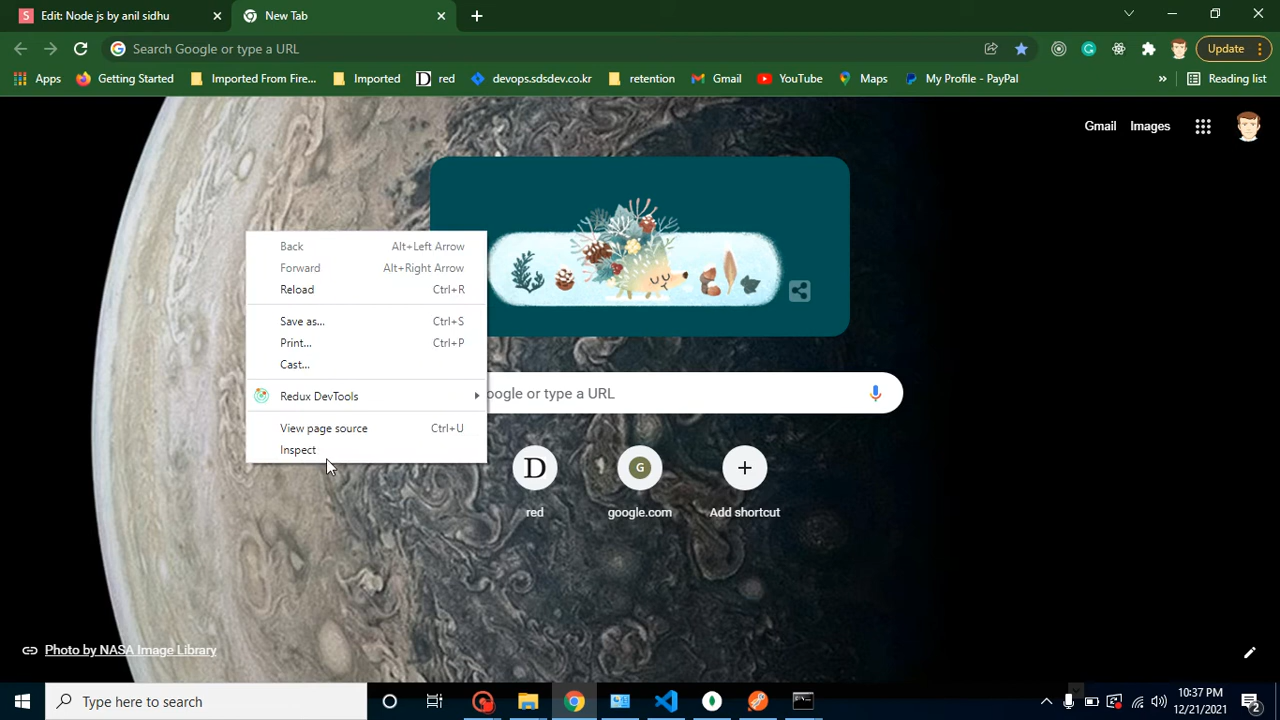 Edit: Node js by anil sidhu
New Tab
Search Google or type a URL
Update
Apps
Getting Started
Imported From Fire...
Imported
red
devops.sdsdev.co.kr
retention
Gmail
YouTube
Maps
My Profile - PayPal
Reading list
Gmail Images
Back Alt+Left Arrow
Forward Alt+Right Arrow
Reload Ctrl+R
Save as... Ctrl+S
Print... Ctrl+P
Cast...
Redux DevTools
View page source Ctrl+U
Inspect
oogle or type a URL
D
G
red
google.com
Add shortcut
Photo by NASA Image Library
Type here to search
10:37 PM
12/21/2021
2